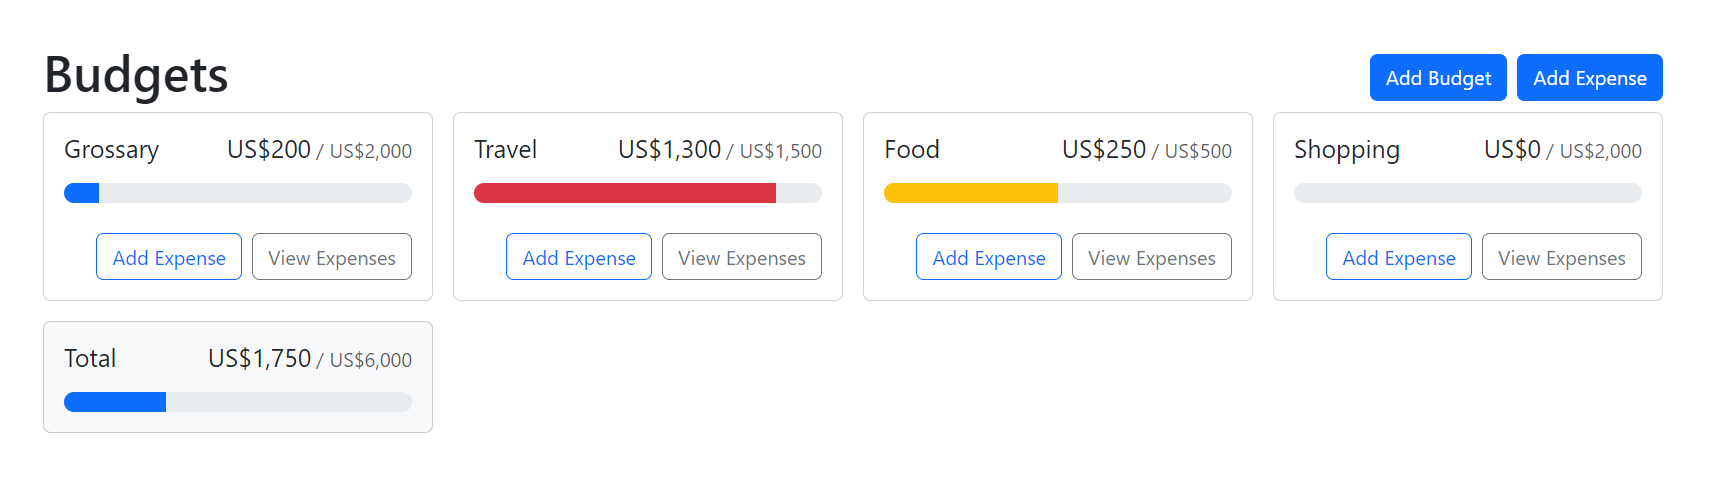 Budgets
Add Budget
Add Expense
Grossary US$200 / US$2,000
Add Expense
View Expenses
Travel US$1,300 / US$1,500
Add Expense
View Expenses
Food US$250 / US$500
Add Expense
View Expenses
Shopping US$0 / US$2,000
Add Expense
View Expenses
Total US$1,750 / US$6,000